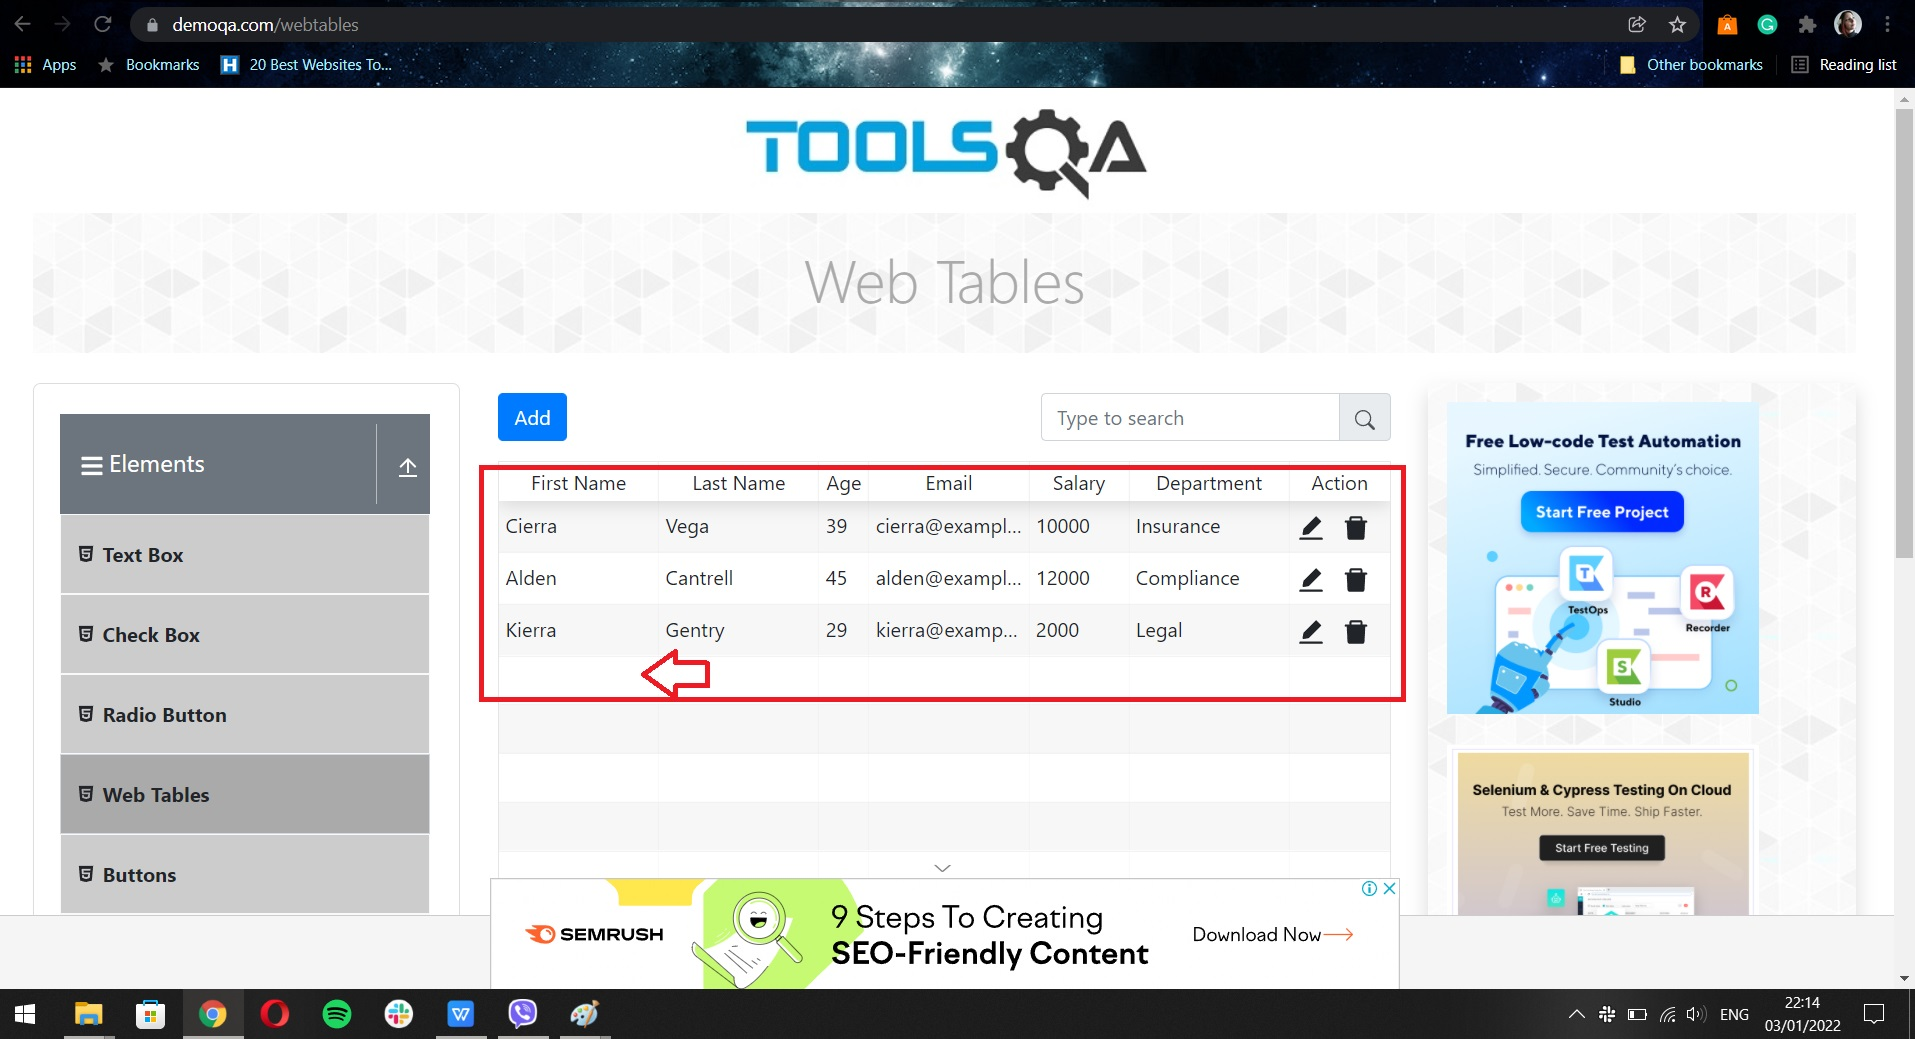 demoqa.com/webtables
Apps
Bookmarks
H 20 Best Websites To...
Other bookmarks
Reading list
TOOLSQA
Web Tables
Elements
Text Box
Check Box
Radio Button
Web Tables
Buttons
Add
Type to search
First Name Last Name Age Email Salary Department Action
Cierra Vega 39 cierra@exampl... 10000 Insurance
Alden Cantrell 45 alden@exampl... 12000 Compliance
Kierra Gentry 29 kierra@examp... 2000 Legal
Free Low-code Test Automation
Simplified. Secure. Community's choice.
Start Free Project
TestOps
Recorder
Studio
Selenium & Cypress Testing On Cloud
Test More. Save Time. Ship Faster.
Start Free Testing
SEMRUSH
9 Steps To Creating
SEO-Friendly Content
Download Now
ENG
22:14
03/01/2022